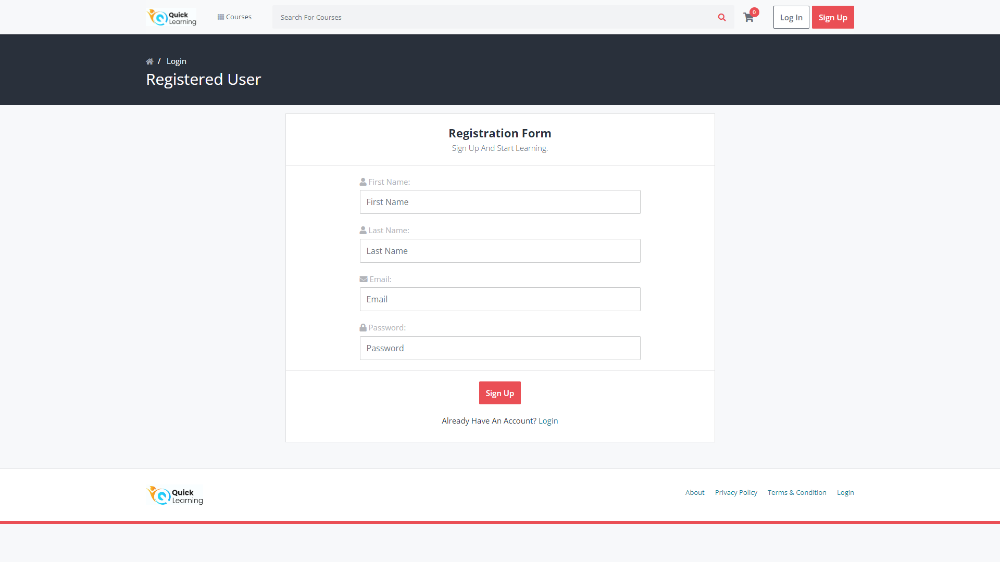 Quick
Learning
Courses
Search For Courses
0
Log In
Sign Up
/ Login
Registered User
Registration Form
Sign Up And Start Learning.
First Name:
First Name
Last Name:
Last Name
Email:
Email
Password:
Password
Sign Up
Already Have An Account? Login
Quick
Learning
About
Privacy Policy
Terms & Condition
Login